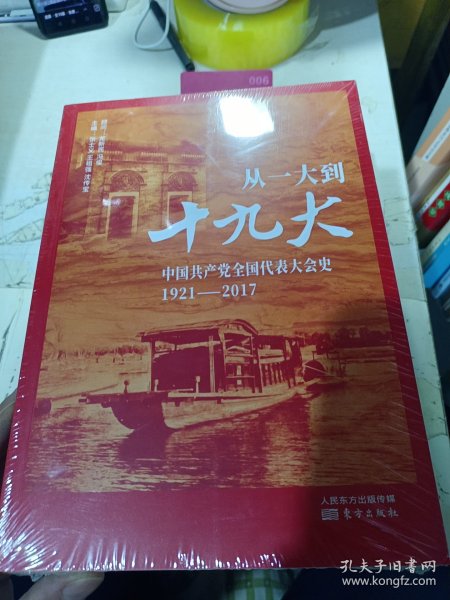 006
从一大到
十九大
中国共产党全国代表大会史
1921——2017
人民东方出版传媒
东方出版社
孔夫子旧书网
www.kongfz.com